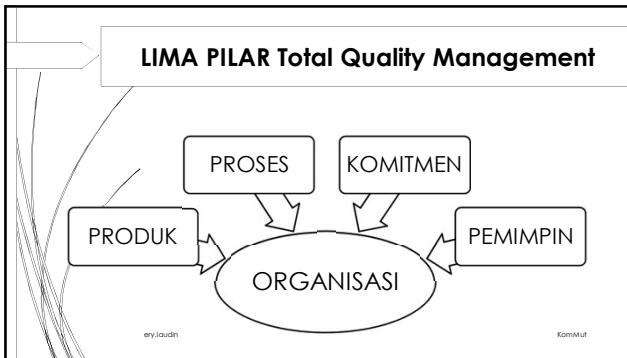 LIMA PILAR Total Quality Management
PROSES
KOMITMEN
PRODUK
PEMIMPIN
ORGANISASI
ery.laudin
KomMut